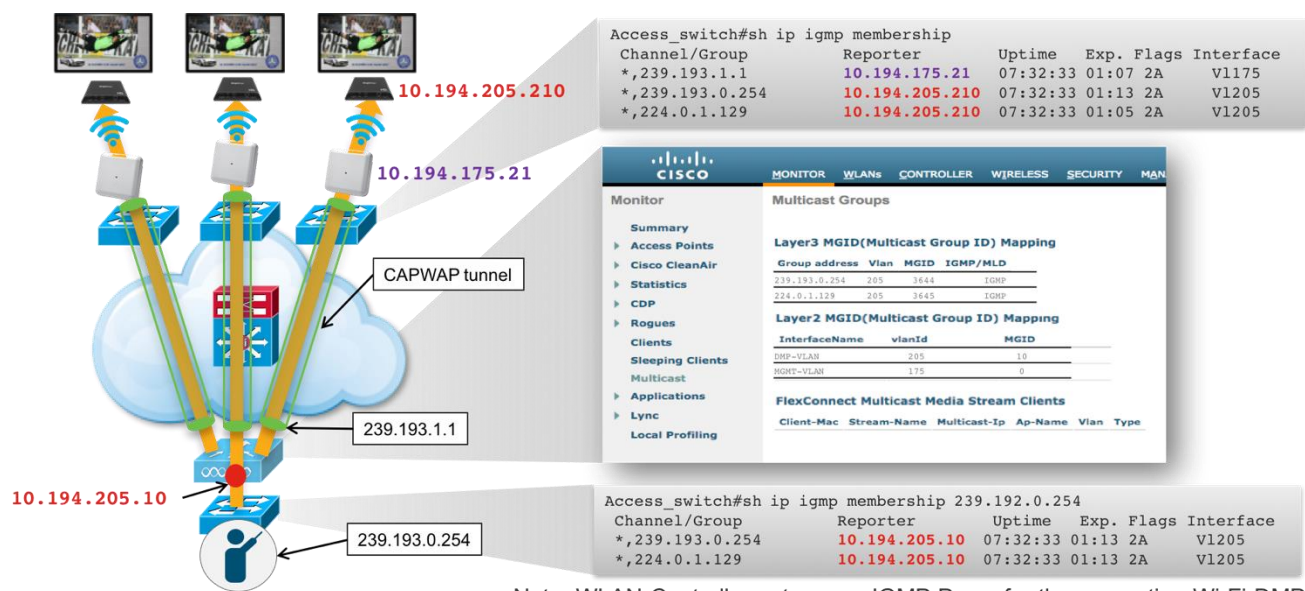 Access_switch#sh ip igmp membership
Channel/Group Reporter Uptime Exp. Flags Interface
*,239.193.1.1 10.194.175.21 07:32:33 01:07 2A Vl175
*,239.193.0.254 10.194.205.210 07:32:33 01:13 2A Vl205
*,224.0.1.129 10.194.205.210 07:32:33 01:05 2A Vl205
10.194.205.210
10.194.175.21
CAPWAP tunnel
239.193.1.1
10.194.205.10
239.193.0.254
CISCO
MONITOR WLANs CONTROLLER WIRELESS SECURITY MAN
Monitor
Summary
Access Points
Cisco CleanAir
Statistics
CDP
Rogues
Clients
Sleeping Clients
Multicast
Applications
Lync
Local Profiling
Multicast Groups
Layer3 MGID(Multicast Group ID) Mapping
Group address Vlan MGID IGMP/MLD
239.193.0.254 205 3644 IGMP
224.0.1.129 205 3645 IGMP
Layer2 MGID(Multicast Group ID) Mapping
InterfaceName vlanId MGID
DMP-VLAN 205 10
MGMT-VLAN 175 0
FlexConnect Multicast Media Stream Clients
Client-Mac Stream-Name Multicast-Ip Ap-Name Vlan Type
Access_switch#sh ip igmp membership 239.192.0.254
Channel/Group Reporter Uptime Exp. Flags Interface
*,239.193.0.254 10.194.205.10 07:32:33 01:13 2A Vl205
*,224.0.1.129 10.194.205.10 07:32:33 01:13 2A Vl205